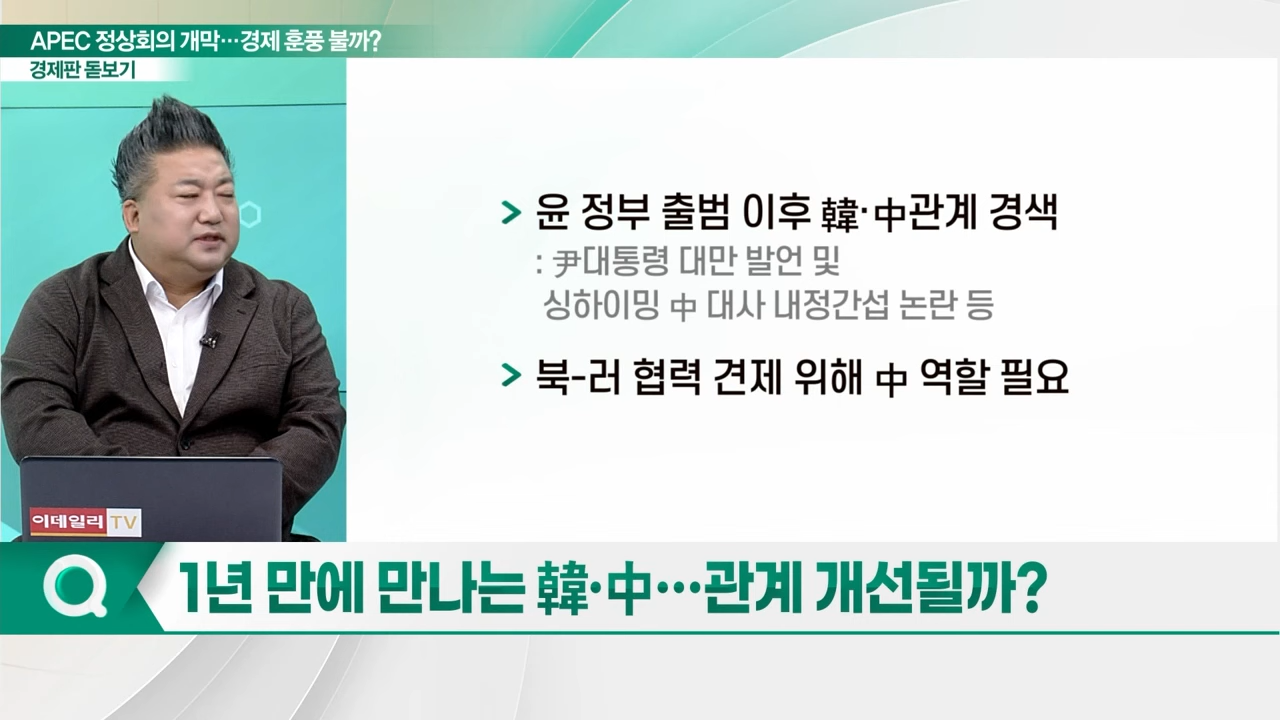 APEC 정상회의 개막…경제 훈풍 불까?
경제판 돋보기
> 윤 정부 출범 이후 韓·中관계 경색
: 尹대통령 대만 발언 및
싱하이밍 中 대사 내정간섭 논란 등
> 북-러 협력 견제 위해 中 역할 필요
이데일리 TV
Q 1년 만에 만나는 韓·中…관계 개선될까?